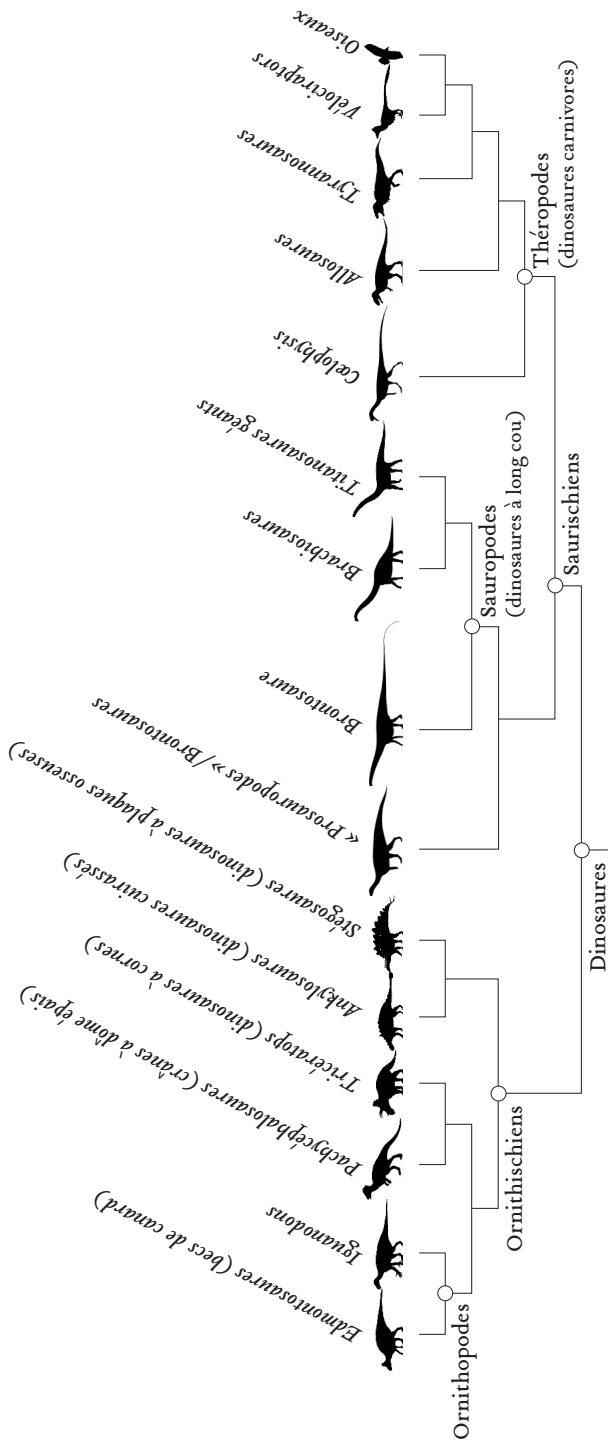 Edmontosaures (becs de canard)
Iguanodons
Pachycéphalosaures (crânes à dôme épais)
Tricératops (dinosaures à cornes)
Ankylosaures (dinosaures cuirassés)
Stégosaures (dinosaures à plaques osseuses)
« Prosauropodes »/Brontosaures
Brontosaure
Brachiosaures
Titanosaures géants
Cœlophysis
Allosaures
Tyrannosaures
Vélociraptors
Oiseaux
Ornithopodes
Ornithischiens
Sauropodes
(dinosaures à long cou)
Théropodes
(dinosaures carnivores)
Saurischiens
Dinosaures